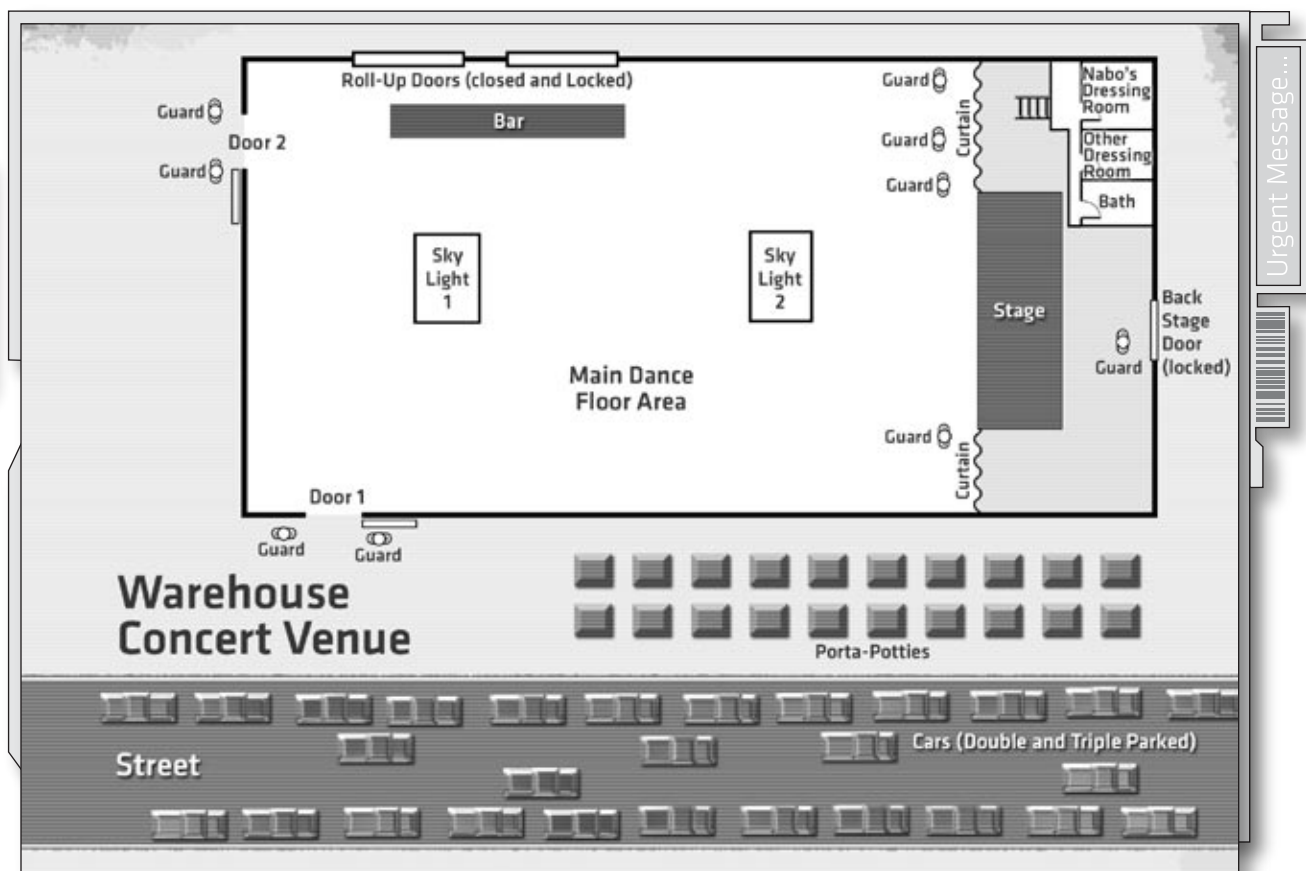 Roll-Up Doors (closed and Locked)
Bar
Guard
Door 2
Guard
Guard
Guard
Guard
Curtain
Nabo's
Dressing
Room
Other
Dressing
Room
Bath
Sky
Light
1
Sky
Light
2
Stage
Back
Stage
Door
(locked)
Guard
Main Dance
Floor Area
Guard
Curtain
Door 1
Guard
Guard
Warehouse
Concert Venue
Porta-Potties
Street
Cars (Double and Triple Parked)
Urgent Message...